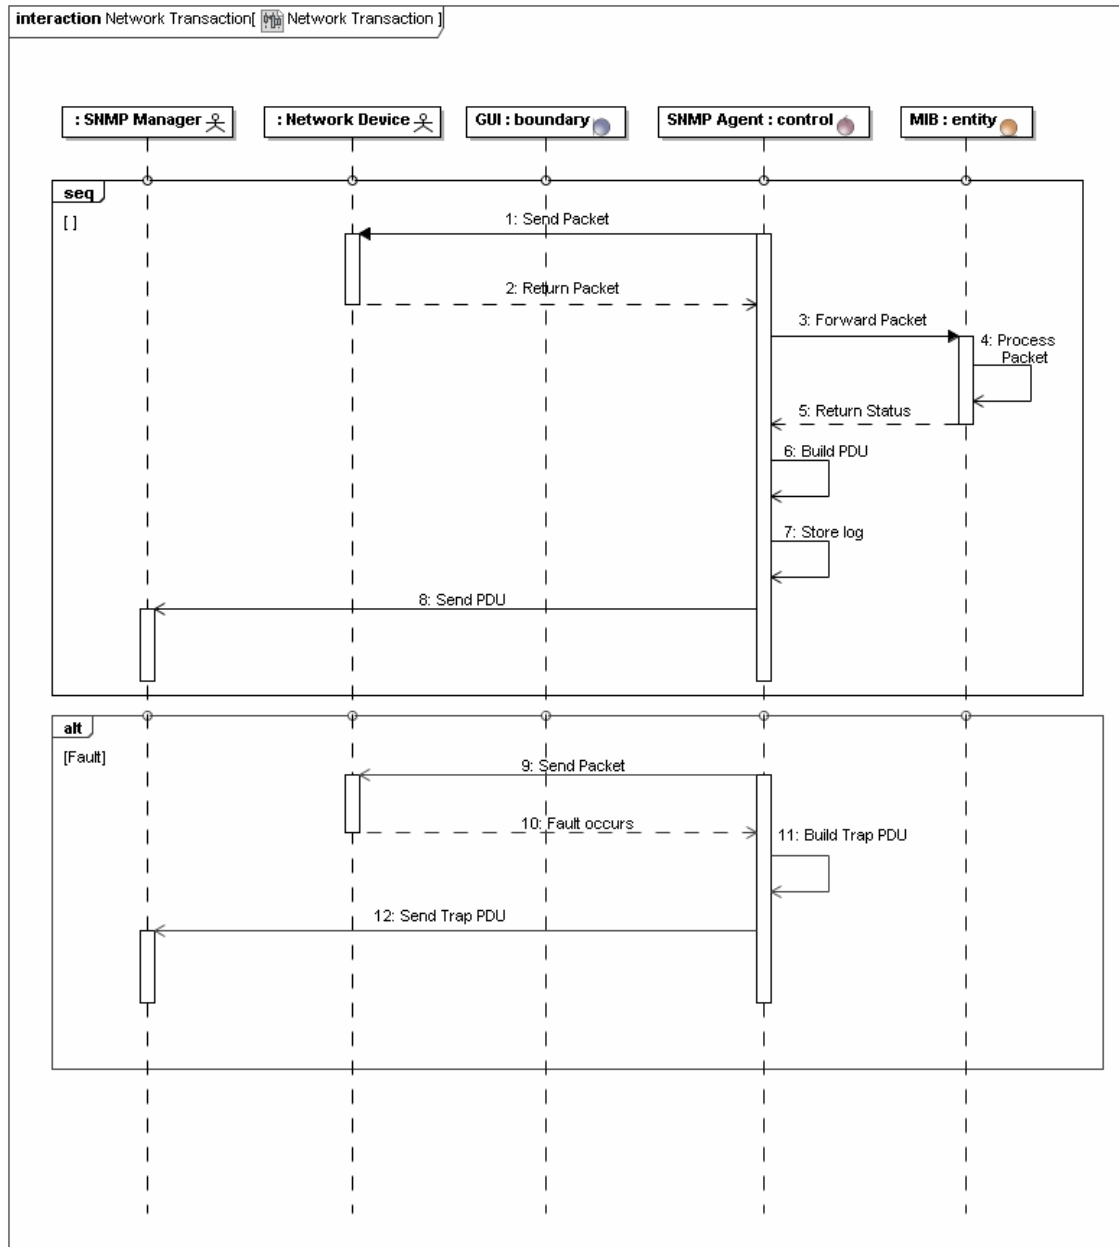 interaction Network Transaction[ Network Transaction ]
: SNMP Manager
: Network Device
GUI : boundary
SNMP Agent : control
MIB : entity
seq
[ ]
1: Send Packet
2: Return Packet
3: Forward Packet
4: Process
Packet
5: Return Status
6: Build PDU
7: Store log
8: Send PDU
alt
[Fault]
9: Send Packet
10: Fault occurs
11: Build Trap PDU
12: Send Trap PDU